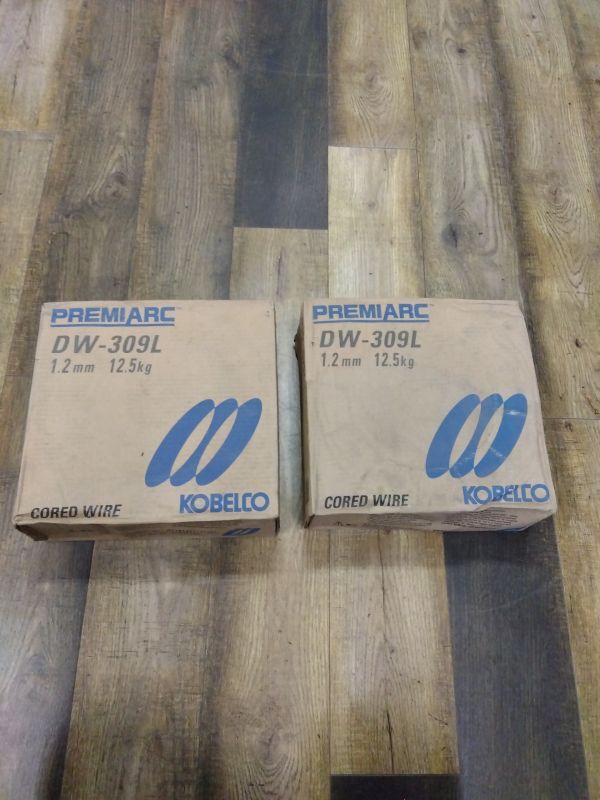 PREMIARC
DW-309L
1.2mm 12.5kg
CORED WIRE
KOBELCO
PREMIARC
DW-309L
1.2mm 12.5kg
CORED WIRE
KOBELCO